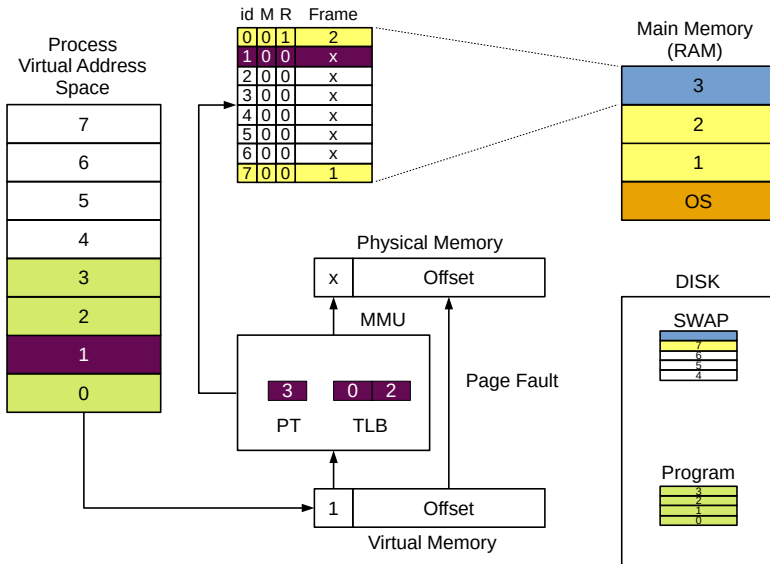 id M R Frame
0 0 1 2
1 0 0 x
2 0 0 x
3 0 0 x
4 0 0 x
5 0 0 x
6 0 0 x
7 0 0 1
Process
Virtual Address
Space
7
6
5
4
3
2
1
0
Main Memory
(RAM)
3
2
1
OS
Physical Memory
x Offset
MMU
3
0 2
PT TLB
Page Fault
1 Offset
Virtual Memory
DISK
SWAP
7
6
5
4
Program
3
2
1
0